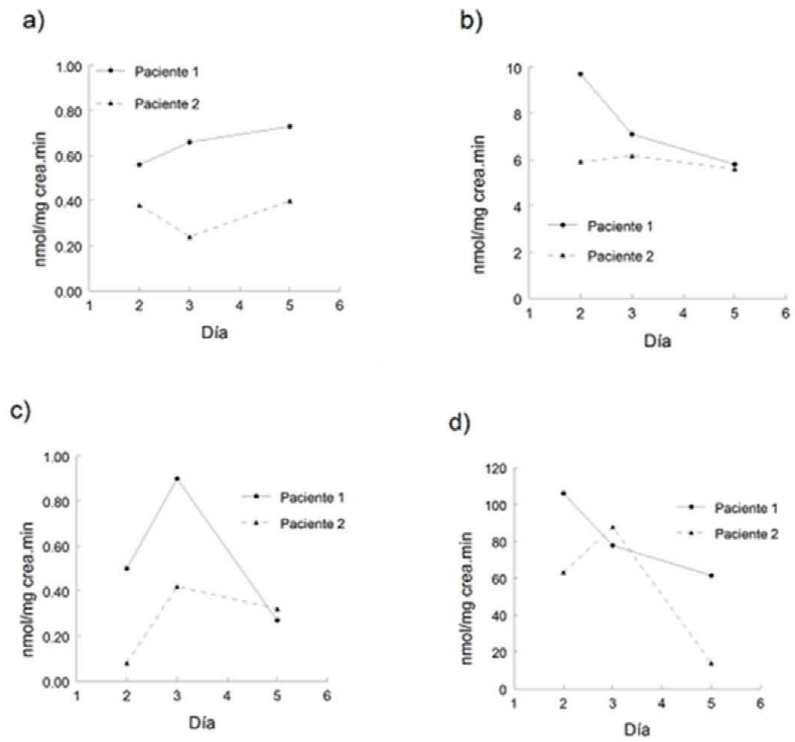 a)
1.00
0.80
0.60
0.40
0.20
0.00
nmol/mg crea.min
Paciente 1
Paciente 2
1 2 3 4 5 6
Día
b)
10
8
6
4
2
0
nmol/mg crea.min
Paciente 1
Paciente 2
1 2 3 4 5 6
Día
c)
1.00
0.80
0.60
0.40
0.20
0.00
nmol/mg crea.min
Paciente 1
Paciente 2
1 2 3 4 5 6
Día
d)
120
100
80
60
40
20
0
nmol/mg crea.min
Paciente 1
Paciente 2
1 2 3 4 5 6
Día